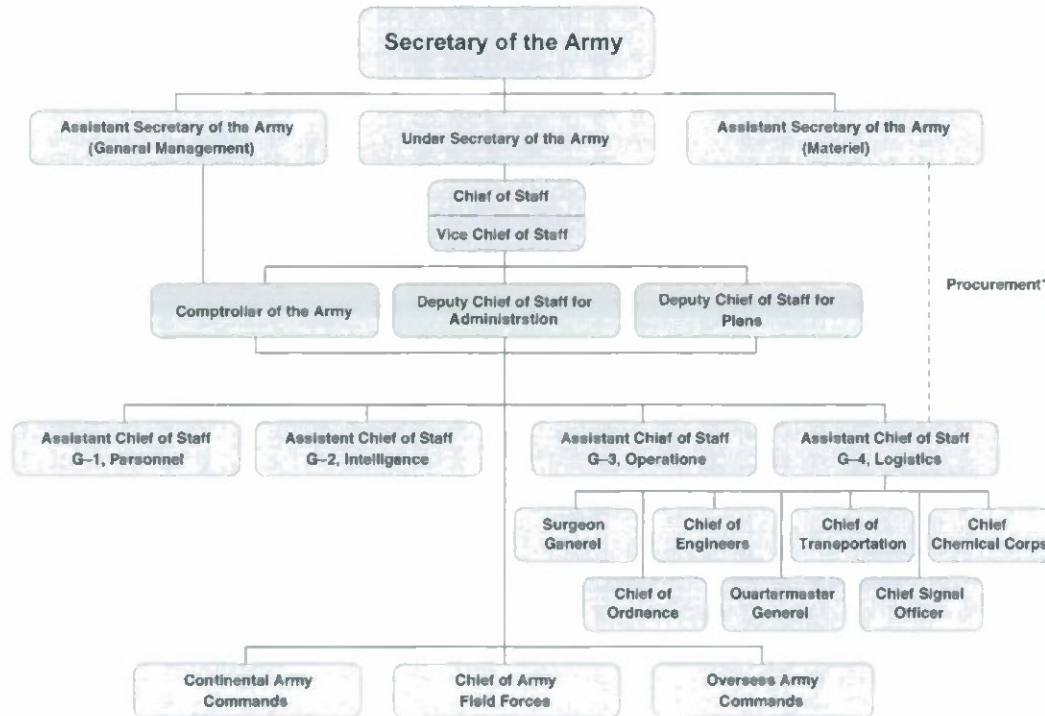 Secretary of the Army
Assistant Secretary of the Army
(General Management)
Under Secretary of the Army
Assistant Secretary of the Army
(Materiel)
Chief of Staff
Vice Chief of Staff
Procurement*
Comptroller of the Army
Deputy Chief of Staff for
Administration
Deputy Chief of Staff for
Plans
Assistant Chief of Staff
G–1, Personnel
Assistant Chief of Staff
G–2, Intelligence
Assistant Chief of Staff
G–3, Operations
Assistant Chief of Staff
G–4, Logistics
Surgeon
General
Chief of
Engineers
Chief of
Transportation
Chief
Chemical Corps
Chief of
Ordnance
Quartermaster
General
Chief Signal
Officer
Continental Army
Commands
Chief of Army
Field Forces
Overseas Army
Commands